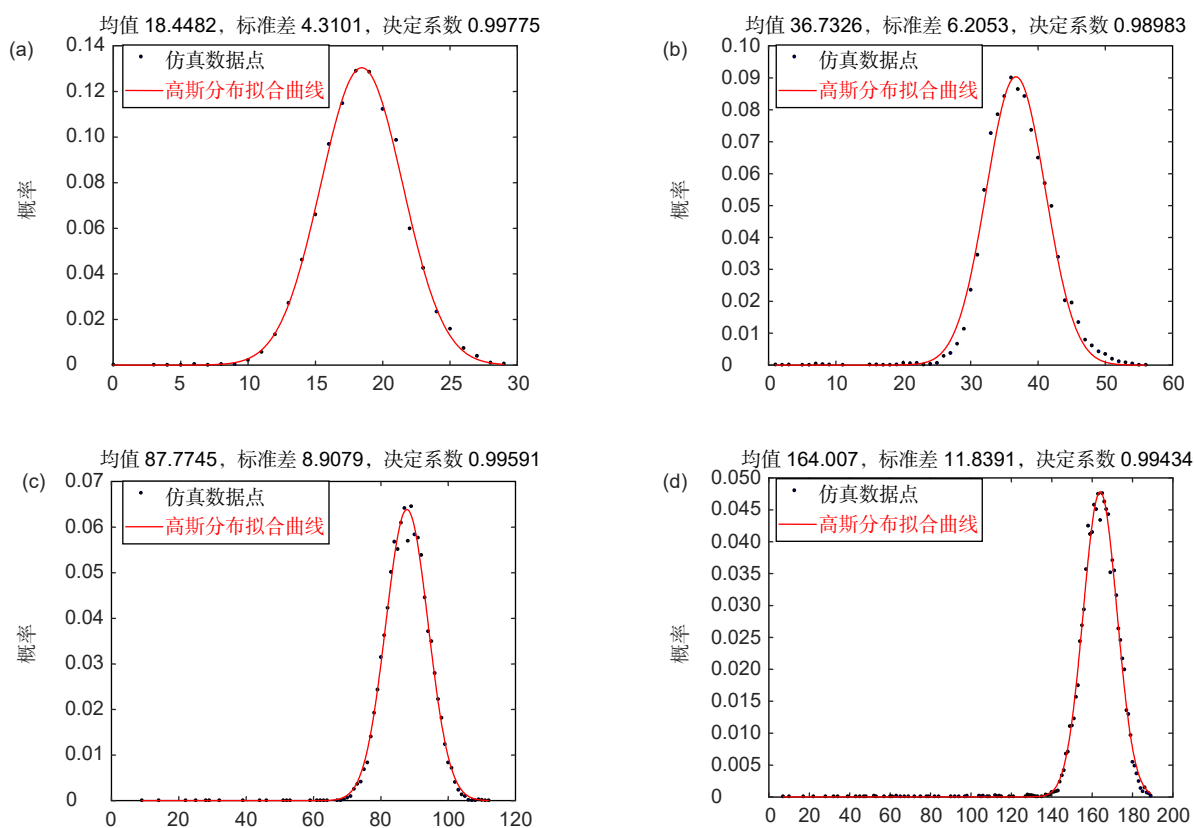 均值 18.4482，标准差 4.3101，决定系数 0.99775
(a)
0.14
0.12
0.10
0.08
0.06
0.04
0.02
0
仿真数据点
高斯分布拟合曲线
概率
0 5 10 15 20 25 30
均值 36.7326，标准差 6.2053，决定系数 0.98983
(b)
0.10
0.09
0.08
0.07
0.06
0.05
0.04
0.03
0.02
0.01
0
仿真数据点
高斯分布拟合曲线
概率
0 10 20 30 40 50 60
均值 87.7745，标准差 8.9079，决定系数 0.99591
(c)
0.07
0.06
0.05
0.04
0.03
0.02
0.01
0
仿真数据点
高斯分布拟合曲线
概率
0 20 40 60 80 100 120
均值 164.007，标准差 11.8391，决定系数 0.99434
(d)
0.050
0.045
0.040
0.035
0.030
0.025
0.020
0.015
0.010
0.005
0
仿真数据点
高斯分布拟合曲线
概率
0 20 40 60 80 100 120 140 160 180 200